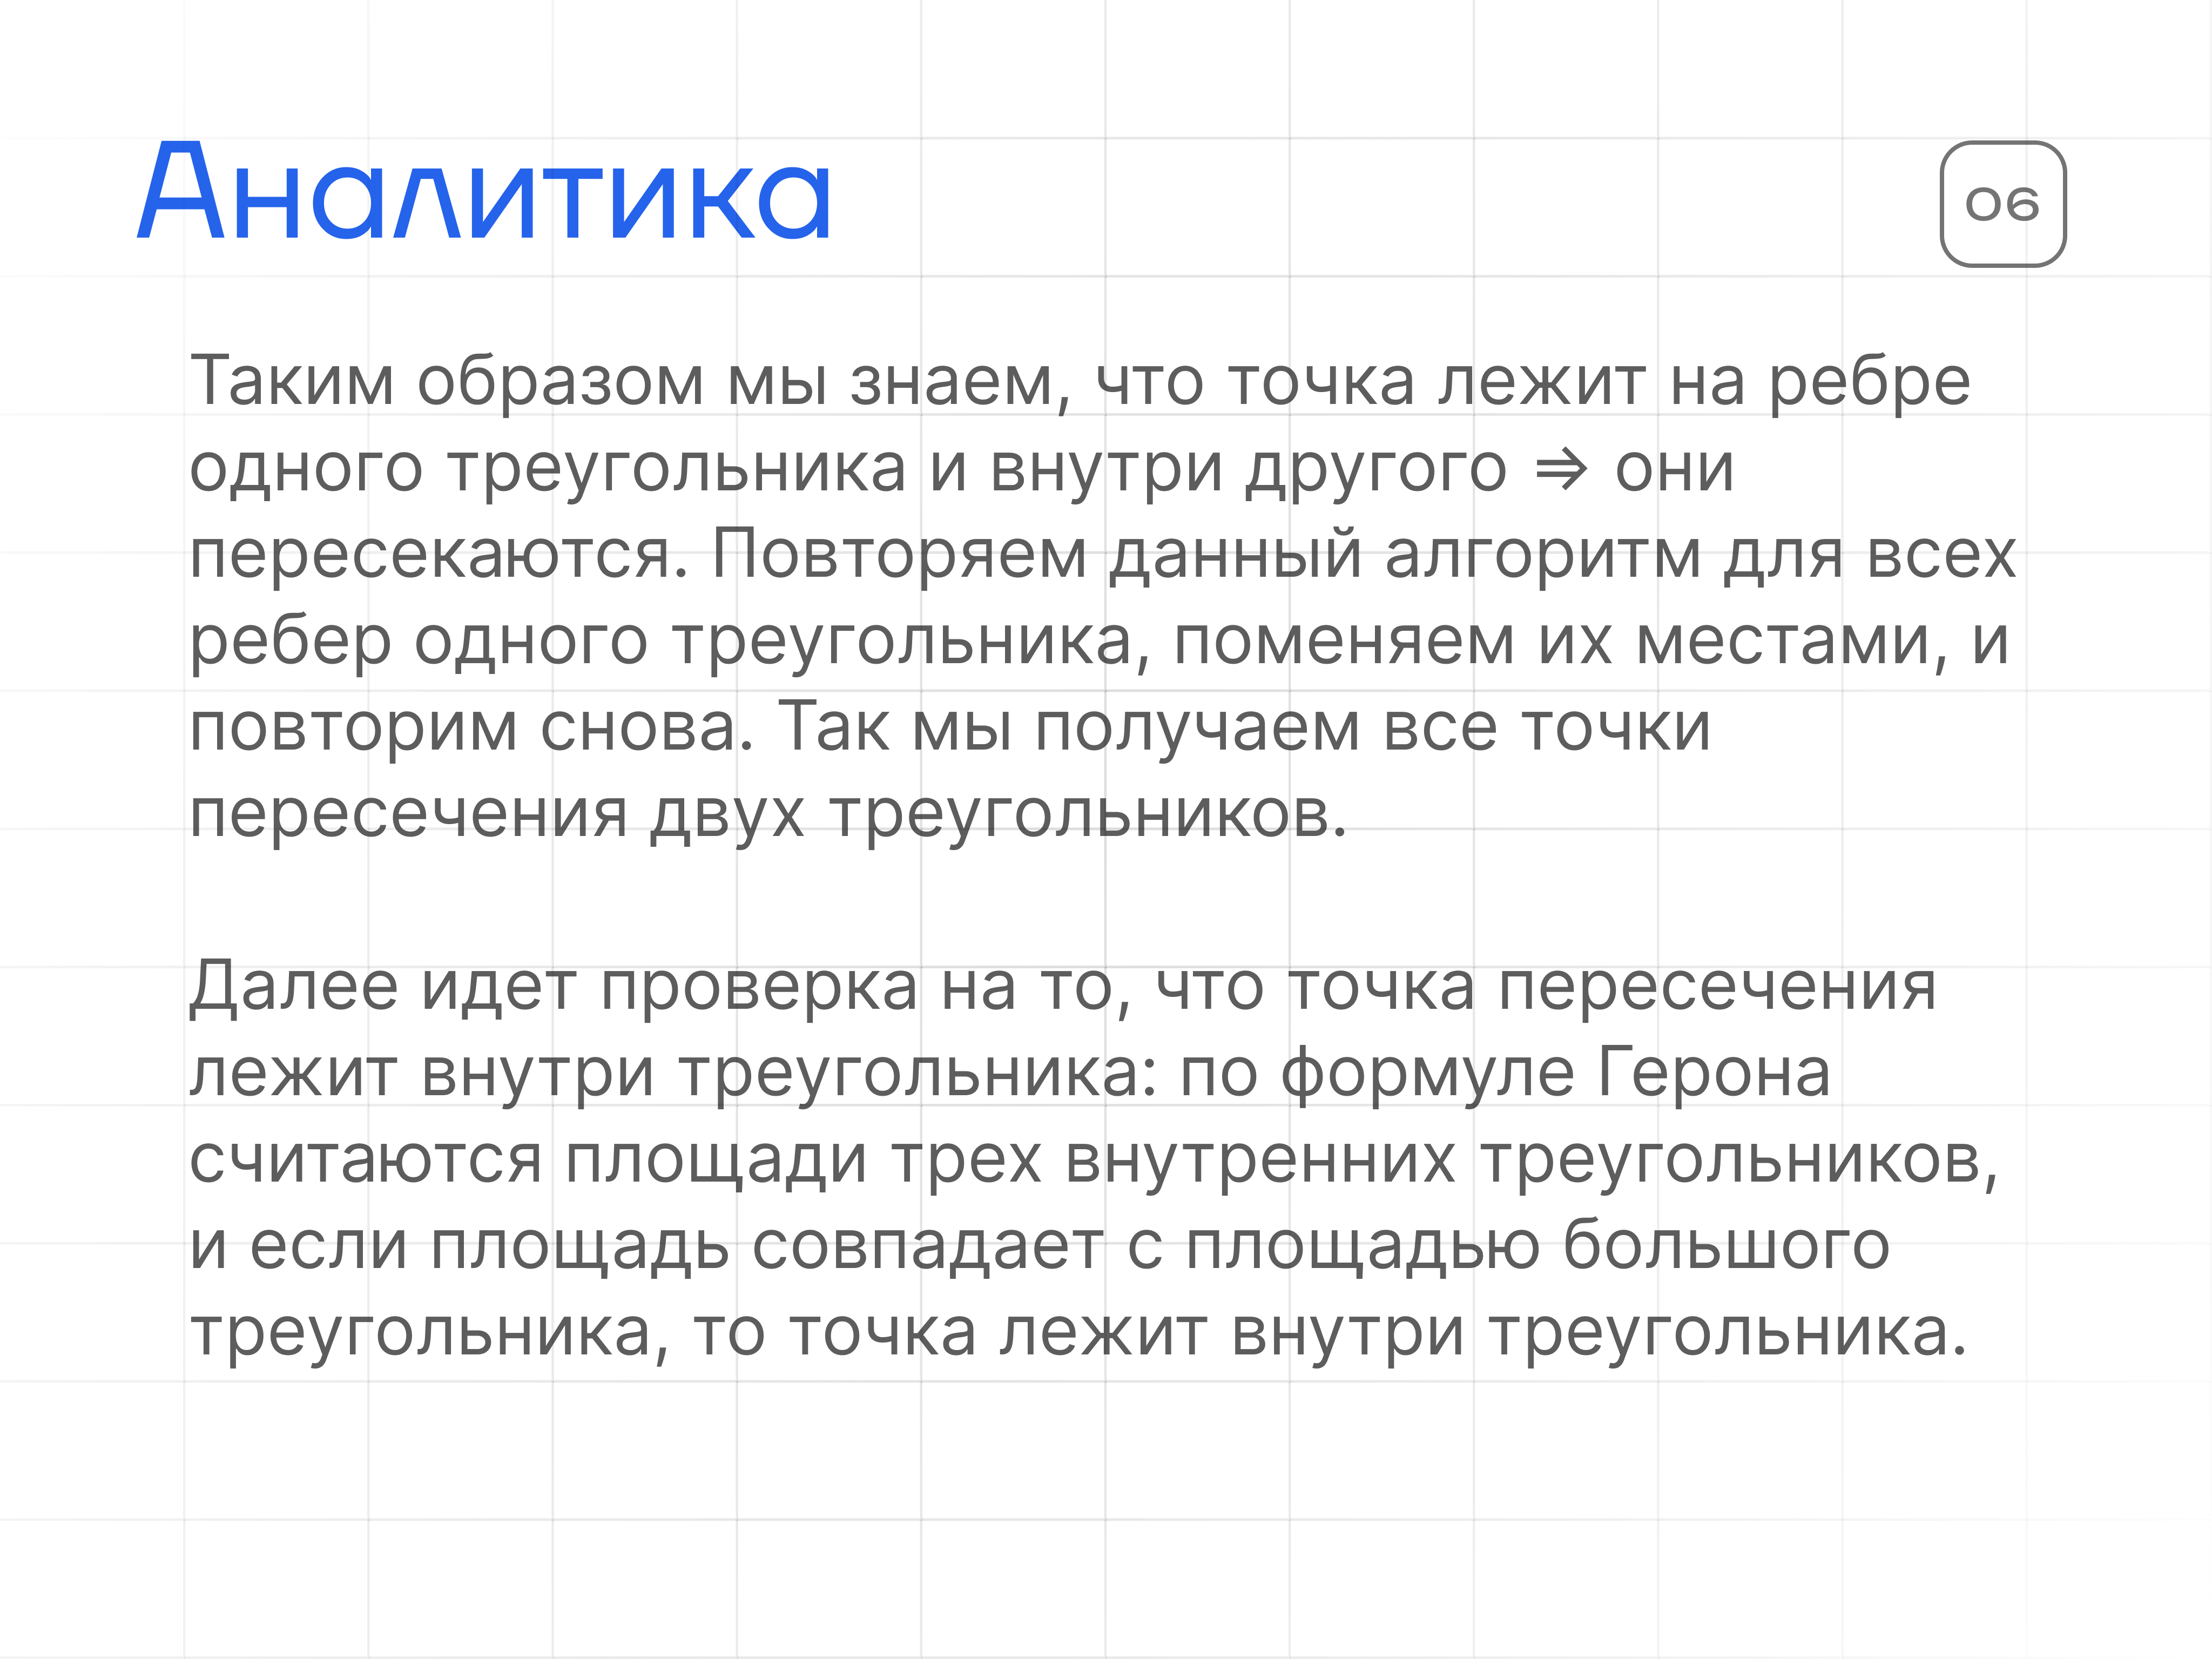 Аналитика
06
Таким образом мы знаем, что точка лежит на ребре
одного треугольника и внутри другого ⇒ они
пересекаются. Повторяем данный алгоритм для всех
ребер одного треугольника, поменяем их местами, и
повторим снова. Так мы получаем все точки
пересечения двух треугольников.
Далее идет проверка на то, что точка пересечения
лежит внутри треугольника: по формуле Герона
считаются площади трех внутренних треугольников,
и если площадь совпадает с площадью большого
треугольника, то точка лежит внутри треугольника.